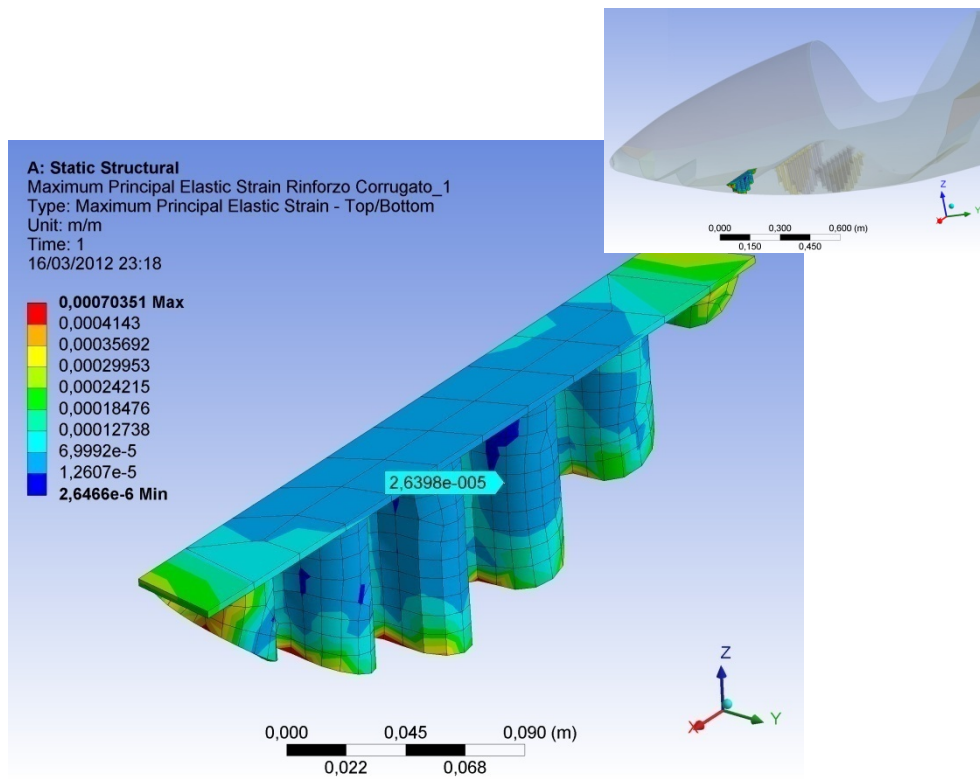 A: Static Structural
Maximum Principal Elastic Strain Rinforzo Corrugato_1
Type: Maximum Principal Elastic Strain - Top/Bottom
Unit: m/m
Time: 1
16/03/2012 23:18
0,00070351 Max
0,0004143
0,00035692
0,00029953
0,00024215
0,00018476
0,00012738
6,9992e-5
1,2607e-5
2,6466e-6 Min
2,6398e-005
0,000 0,045 0,090 (m)
0,022 0,068
Z
X Y
0,000 0,300 0,600 (m)
0,150 0,450
Z
X Y